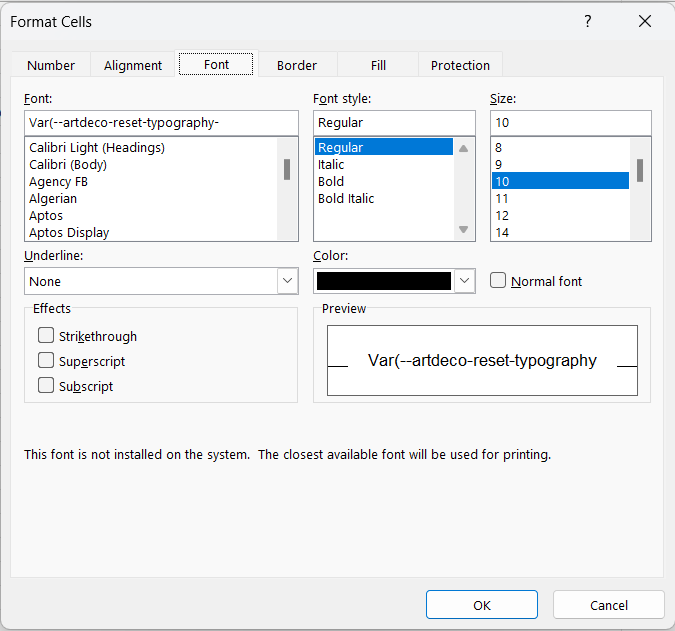 Format Cells ?
Number Alignment Font Border Fill Protection
Font: Font style: Size:
Var(--artdeco-reset-typography- Regular 10
Calibri Light (Headings) Regular 8
Calibri (Body) Italic 9
Agency FB Bold 10
Algerian Bold Italic 11
Aptos 12
Aptos Display 14
Underline: Color:
None Normal font
Effects Preview
Strikethrough
Superscript Var(--artdeco-reset-typography
Subscript
This font is not installed on the system. The closest available font will be used for printing.
OK Cancel